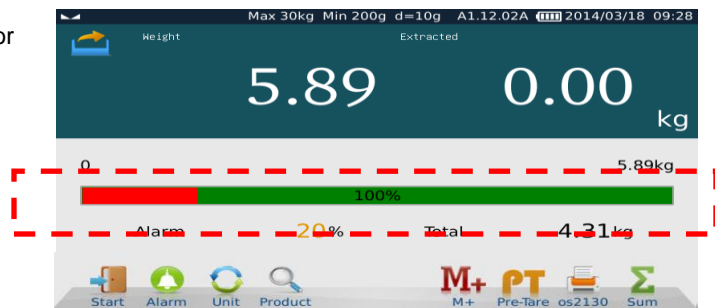 or
Max 30kg Min 200g d=10g A1.12.02A 2014/03/18 09:28
Weight Extracted
5.89 0.00
kg
0 5.89kg
100%
Alarm 20% Total 4.31kg
M+ PT Σ
Start Alarm Unit Product M+ Pre-Tare os2130 Sum